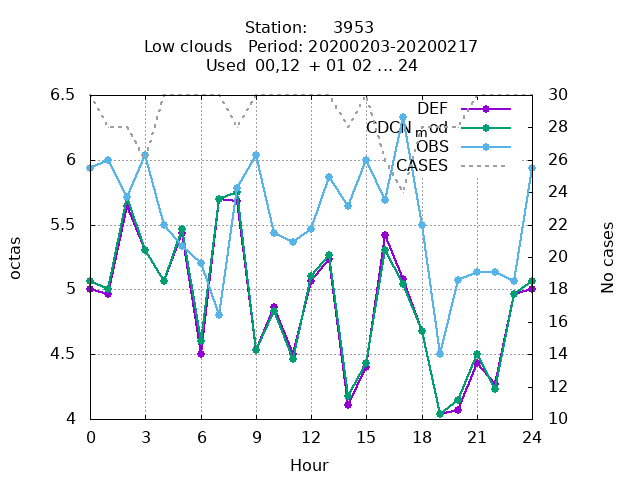 Station: 3953
Low clouds Period: 20200203-20200217
Used 00,12 + 01 02 ... 24
6.5
6
5.5
5
4.5
4
30
28
26
24
22
20
18
16
14
12
10
DEF
CDCN_mod
OBS
CASES
octas
No cases
0 3 6 9 12 15 18 21 24
Hour